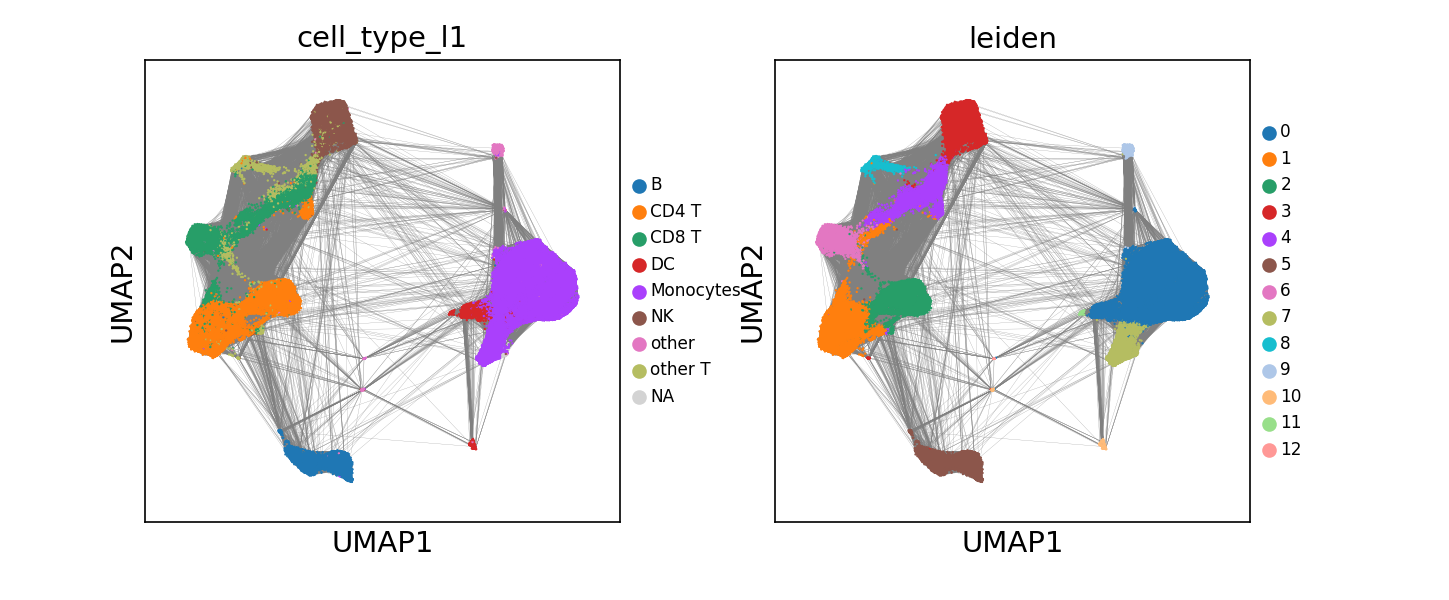 cell_type_l1
UMAP2
UMAP1
B
CD4 T
CD8 T
DC
Monocytes
NK
other
other T
NA
leiden
UMAP2
UMAP1
0
1
2
3
4
5
6
7
8
9
10
11
12